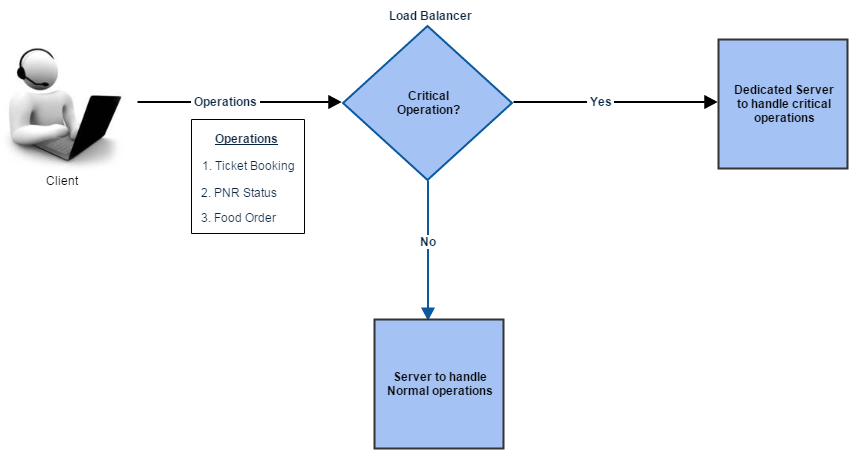 Load Balancer
Client
Operations
Operations
1. Ticket Booking
2. PNR Status
3. Food Order
Critical
Operation?
Yes
Dedicated Server
to handle critical
operations
No
Server to handle
Normal operations